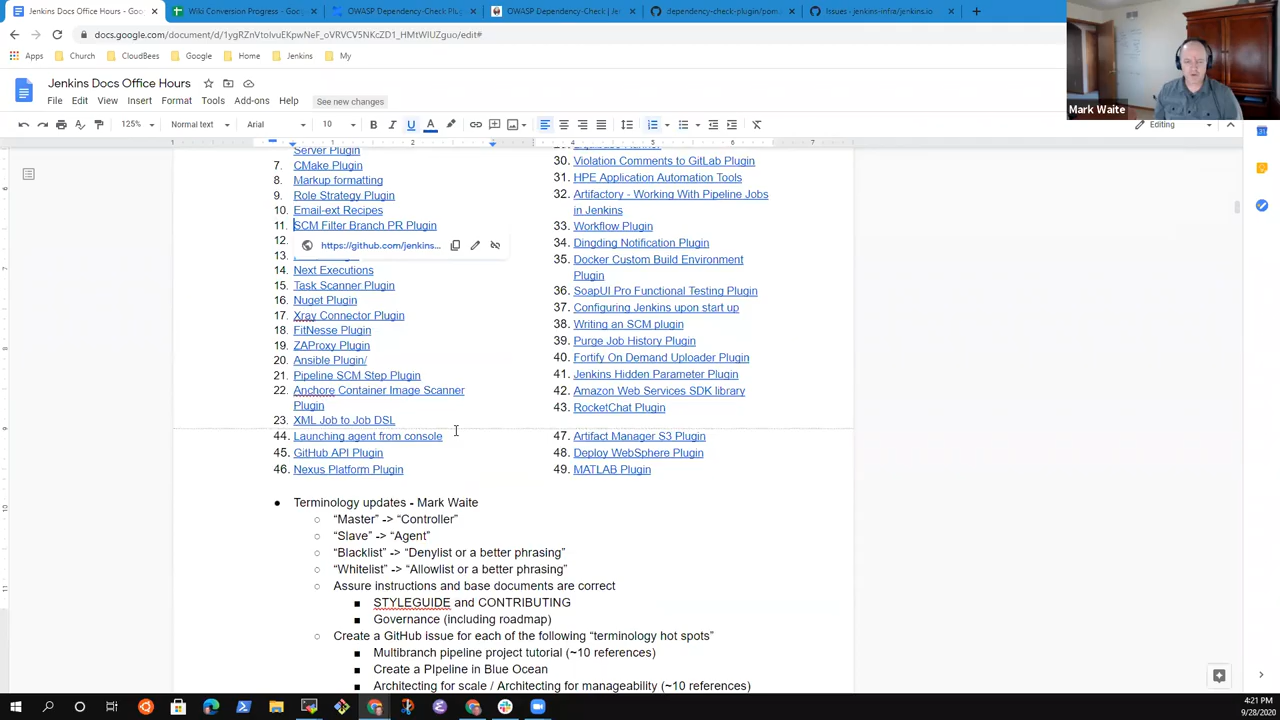 Jenkins Docs Office Hours - Goo
Wiki Conversion Progress - Goog
OWASP Dependency-Check Plug
OWASP Dependency-Check | Jen
dependency-check-plugin/pom.
Issues · jenkins-infra/jenkins.io
docs.google.com/document/d/1ygRZnVtoIvuEKpwNeF_oVRVCV5NKcZD1_HMtWIUZguo/edit#
Apps
Church
CloudBees
Google
Home
Jenkins
My
Mark Waite
Jenkins Docs Office Hours
File Edit View Insert Format Tools Add-ons Help
See new changes
125%
Normal text
Arial
10
Editing
Server Plugin
7. CMake Plugin
8. Markup formatting
9. Role Strategy Plugin
10. Email-ext Recipes
11. SCM Filter Branch PR Plugin
12.
https://github.com/jenkins...
13.
14. Next Executions
15. Task Scanner Plugin
16. Nuget Plugin
17. Xray Connector Plugin
18. FitNesse Plugin
19. ZAProxy Plugin
20. Ansible Plugin/
21. Pipeline SCM Step Plugin
22. Anchore Container Image Scanner
Plugin
23. XML Job to Job DSL
30. Violation Comments to GitLab Plugin
31. HPE Application Automation Tools
32. Artifactory - Working With Pipeline Jobs
in Jenkins
33. Workflow Plugin
34. Dingding Notification Plugin
35. Docker Custom Build Environment
Plugin
36. SoapUI Pro Functional Testing Plugin
37. Configuring Jenkins upon start up
38. Writing an SCM plugin
39. Purge Job History Plugin
40. Fortify On Demand Uploader Plugin
41. Jenkins Hidden Parameter Plugin
42. Amazon Web Services SDK library
43. RocketChat Plugin
44. Launching agent from console
45. GitHub API Plugin
46. Nexus Platform Plugin
47. Artifact Manager S3 Plugin
48. Deploy WebSphere Plugin
49. MATLAB Plugin
● Terminology updates - Mark Waite
○ “Master” -> “Controller”
○ “Slave” -> “Agent”
○ “Blacklist” -> “Denylist or a better phrasing”
○ “Whitelist” -> “Allowlist or a better phrasing”
○ Assure instructions and base documents are correct
■ STYLEGUIDE and CONTRIBUTING
■ Governance (including roadmap)
○ Create a GitHub issue for each of the following “terminology hot spots”
■ Multibranch pipeline project tutorial (~10 references)
■ Create a PIpeline in Blue Ocean
■ Architecting for scale / Architecting for manageability (~10 references)
4:21 PM
9/28/2020